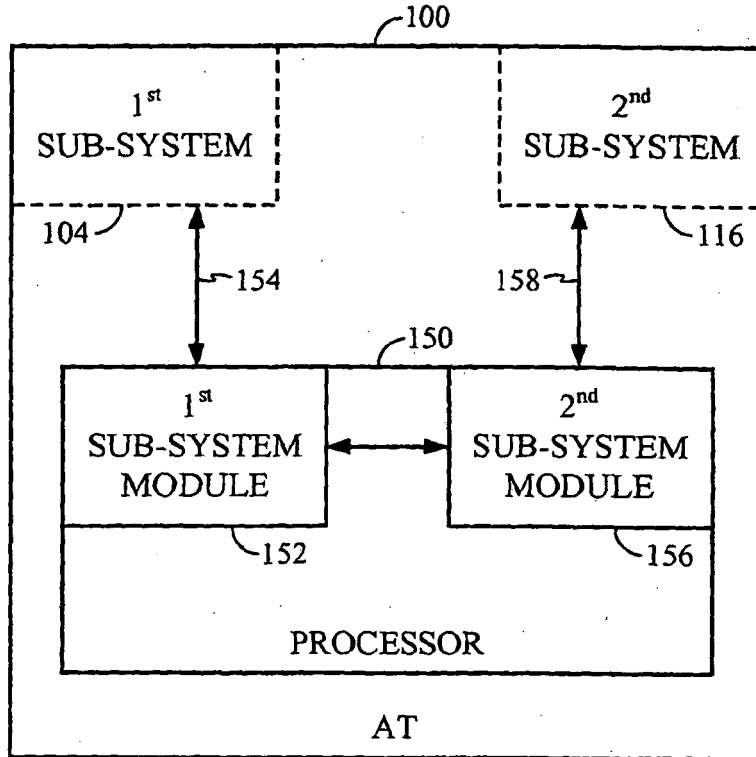 100
1st
SUB-SYSTEM
2nd
SUB-SYSTEM
104
116
154
158
150
1st
SUB-SYSTEM
MODULE
2nd
SUB-SYSTEM
MODULE
152
156
PROCESSOR
AT